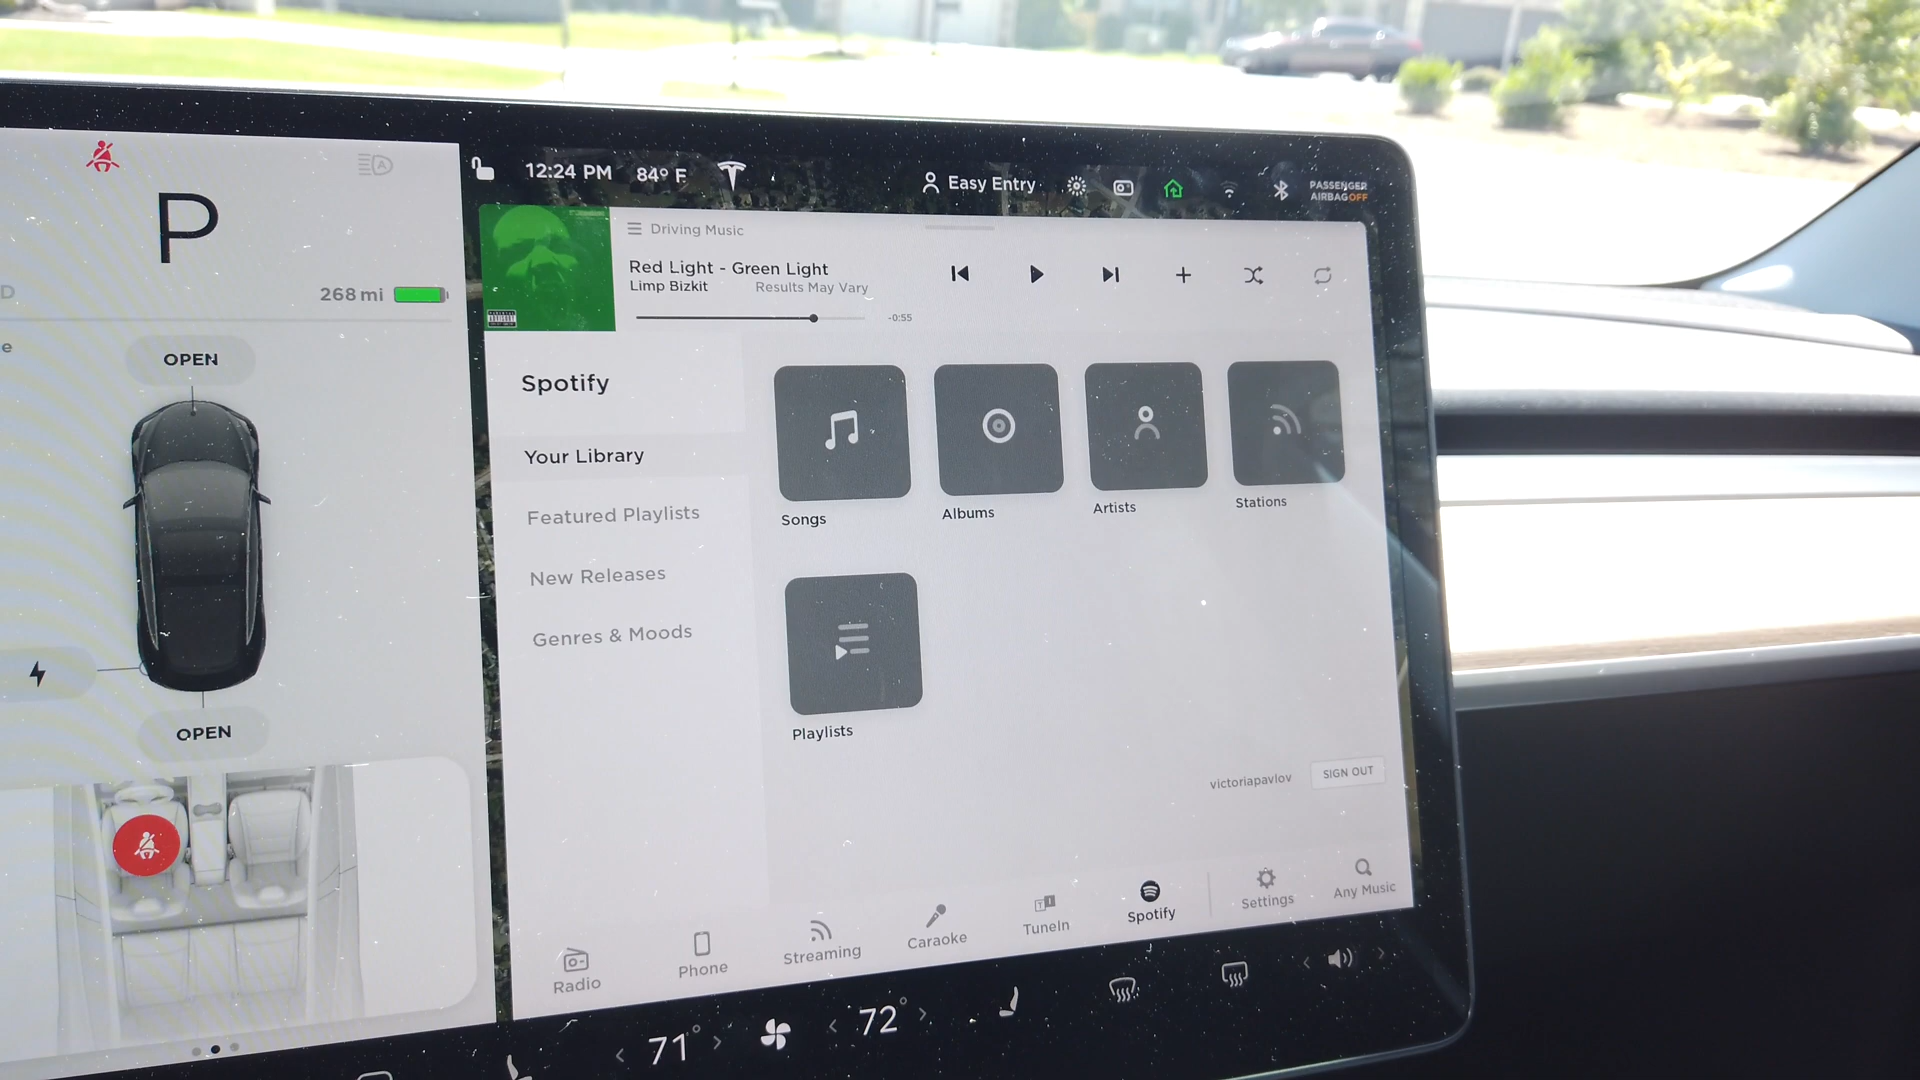 P
D
268 mi
e
OPEN
OPEN
12:24 PM 84° F
Easy Entry
PASSENGER
AIRBAG OFF
Driving Music
Red Light - Green Light
Limp Bizkit Results May Vary
-0:55
Spotify
Your Library
Featured Playlists
New Releases
Genres & Moods
Songs
Albums
Artists
Stations
Playlists
victoriapavlov
SIGN OUT
Radio
Phone
Streaming
Caraoke
TuneIn
Spotify
Settings
Any Music
71°
72°